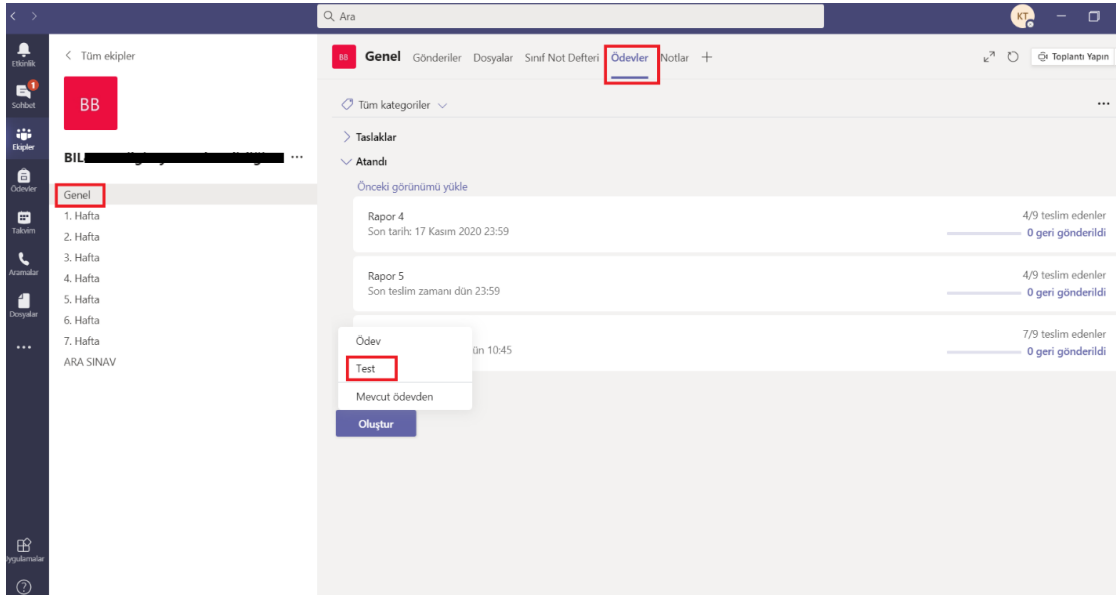 Ara
KT
Etkinlik
1
Sohbet
Ekipler
Ödevler
Takvim
Aramalar
Dosyalar
Uygulamalar
Tüm ekipler
BB
BIL
Genel
1. Hafta
2. Hafta
3. Hafta
4. Hafta
5. Hafta
6. Hafta
7. Hafta
ARA SINAV
BB Genel Gönderiler Dosyalar Sınıf Not Defteri Ödevler Notlar
Toplantı Yapın
Tüm kategoriler
Taslaklar
Atandı
Önceki görünümü yükle
Rapor 4
Son tarih: 17 Kasım 2020 23:59
4/9 teslim edenler
0 geri gönderildi
Rapor 5
Son teslim zamanı dün 23:59
4/9 teslim edenler
0 geri gönderildi
ün 10:45
7/9 teslim edenler
0 geri gönderildi
Ödev
Test
Mevcut ödevden
Oluştur